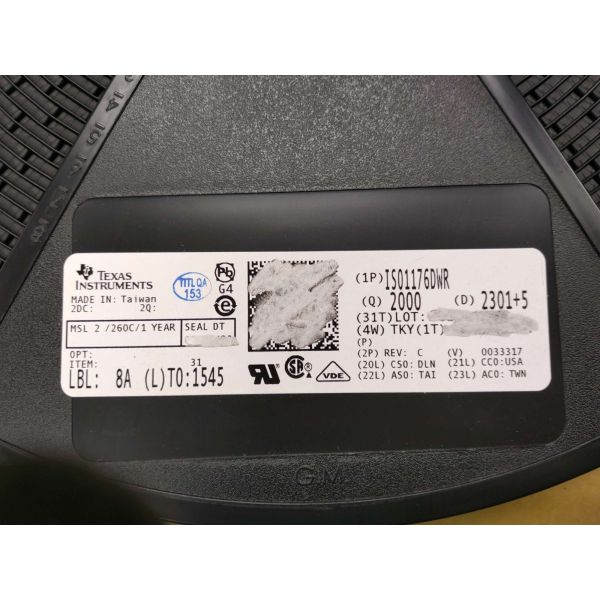 TEXAS
INSTRUMENTS
MADE IN: Taiwan
2DC: 2Q:
TITL QA
153
Pb
G4
MSL 2 /260C/1 YEAR
SEAL DT
OPT:
ITEM: 31
LBL: 8A (L)TO:1545
(1P)ISO1176DWR
(Q) 2000 (D) 2301+5
(31T)LOT:
(4W) TKY(1T)
(P)
(2P) REV: C (V) 0033317
(20L) CSO: DLN (21L) CCO:USA
(22L) ASO: TAI (23L) ACO: TWN
VDE
G.M.